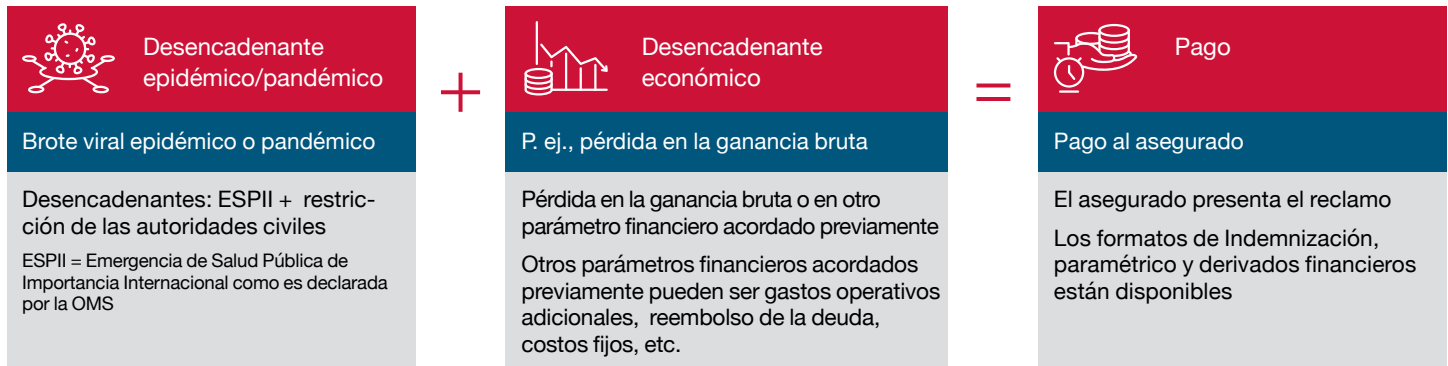 Desencadenante
epidémico/pandémico
Brote viral epidémico o pandémico
Desencadenantes: ESPII + restric-
ción de las autoridades civiles
ESPII = Emergencia de Salud Pública de
Importancia Internacional como es declarada
por la OMS
+
Desencadenante
económico
P. ej., pérdida en la ganancia bruta
Pérdida en la ganancia bruta o en otro
parámetro financiero acordado previamente
Otros parámetros financieros acordados
previamente pueden ser gastos operativos
adicionales, reembolso de la deuda,
costos fijos, etc.
=
Pago
Pago al asegurado
El asegurado presenta el reclamo
Los formatos de Indemnización,
paramétrico y derivados financieros
están disponibles